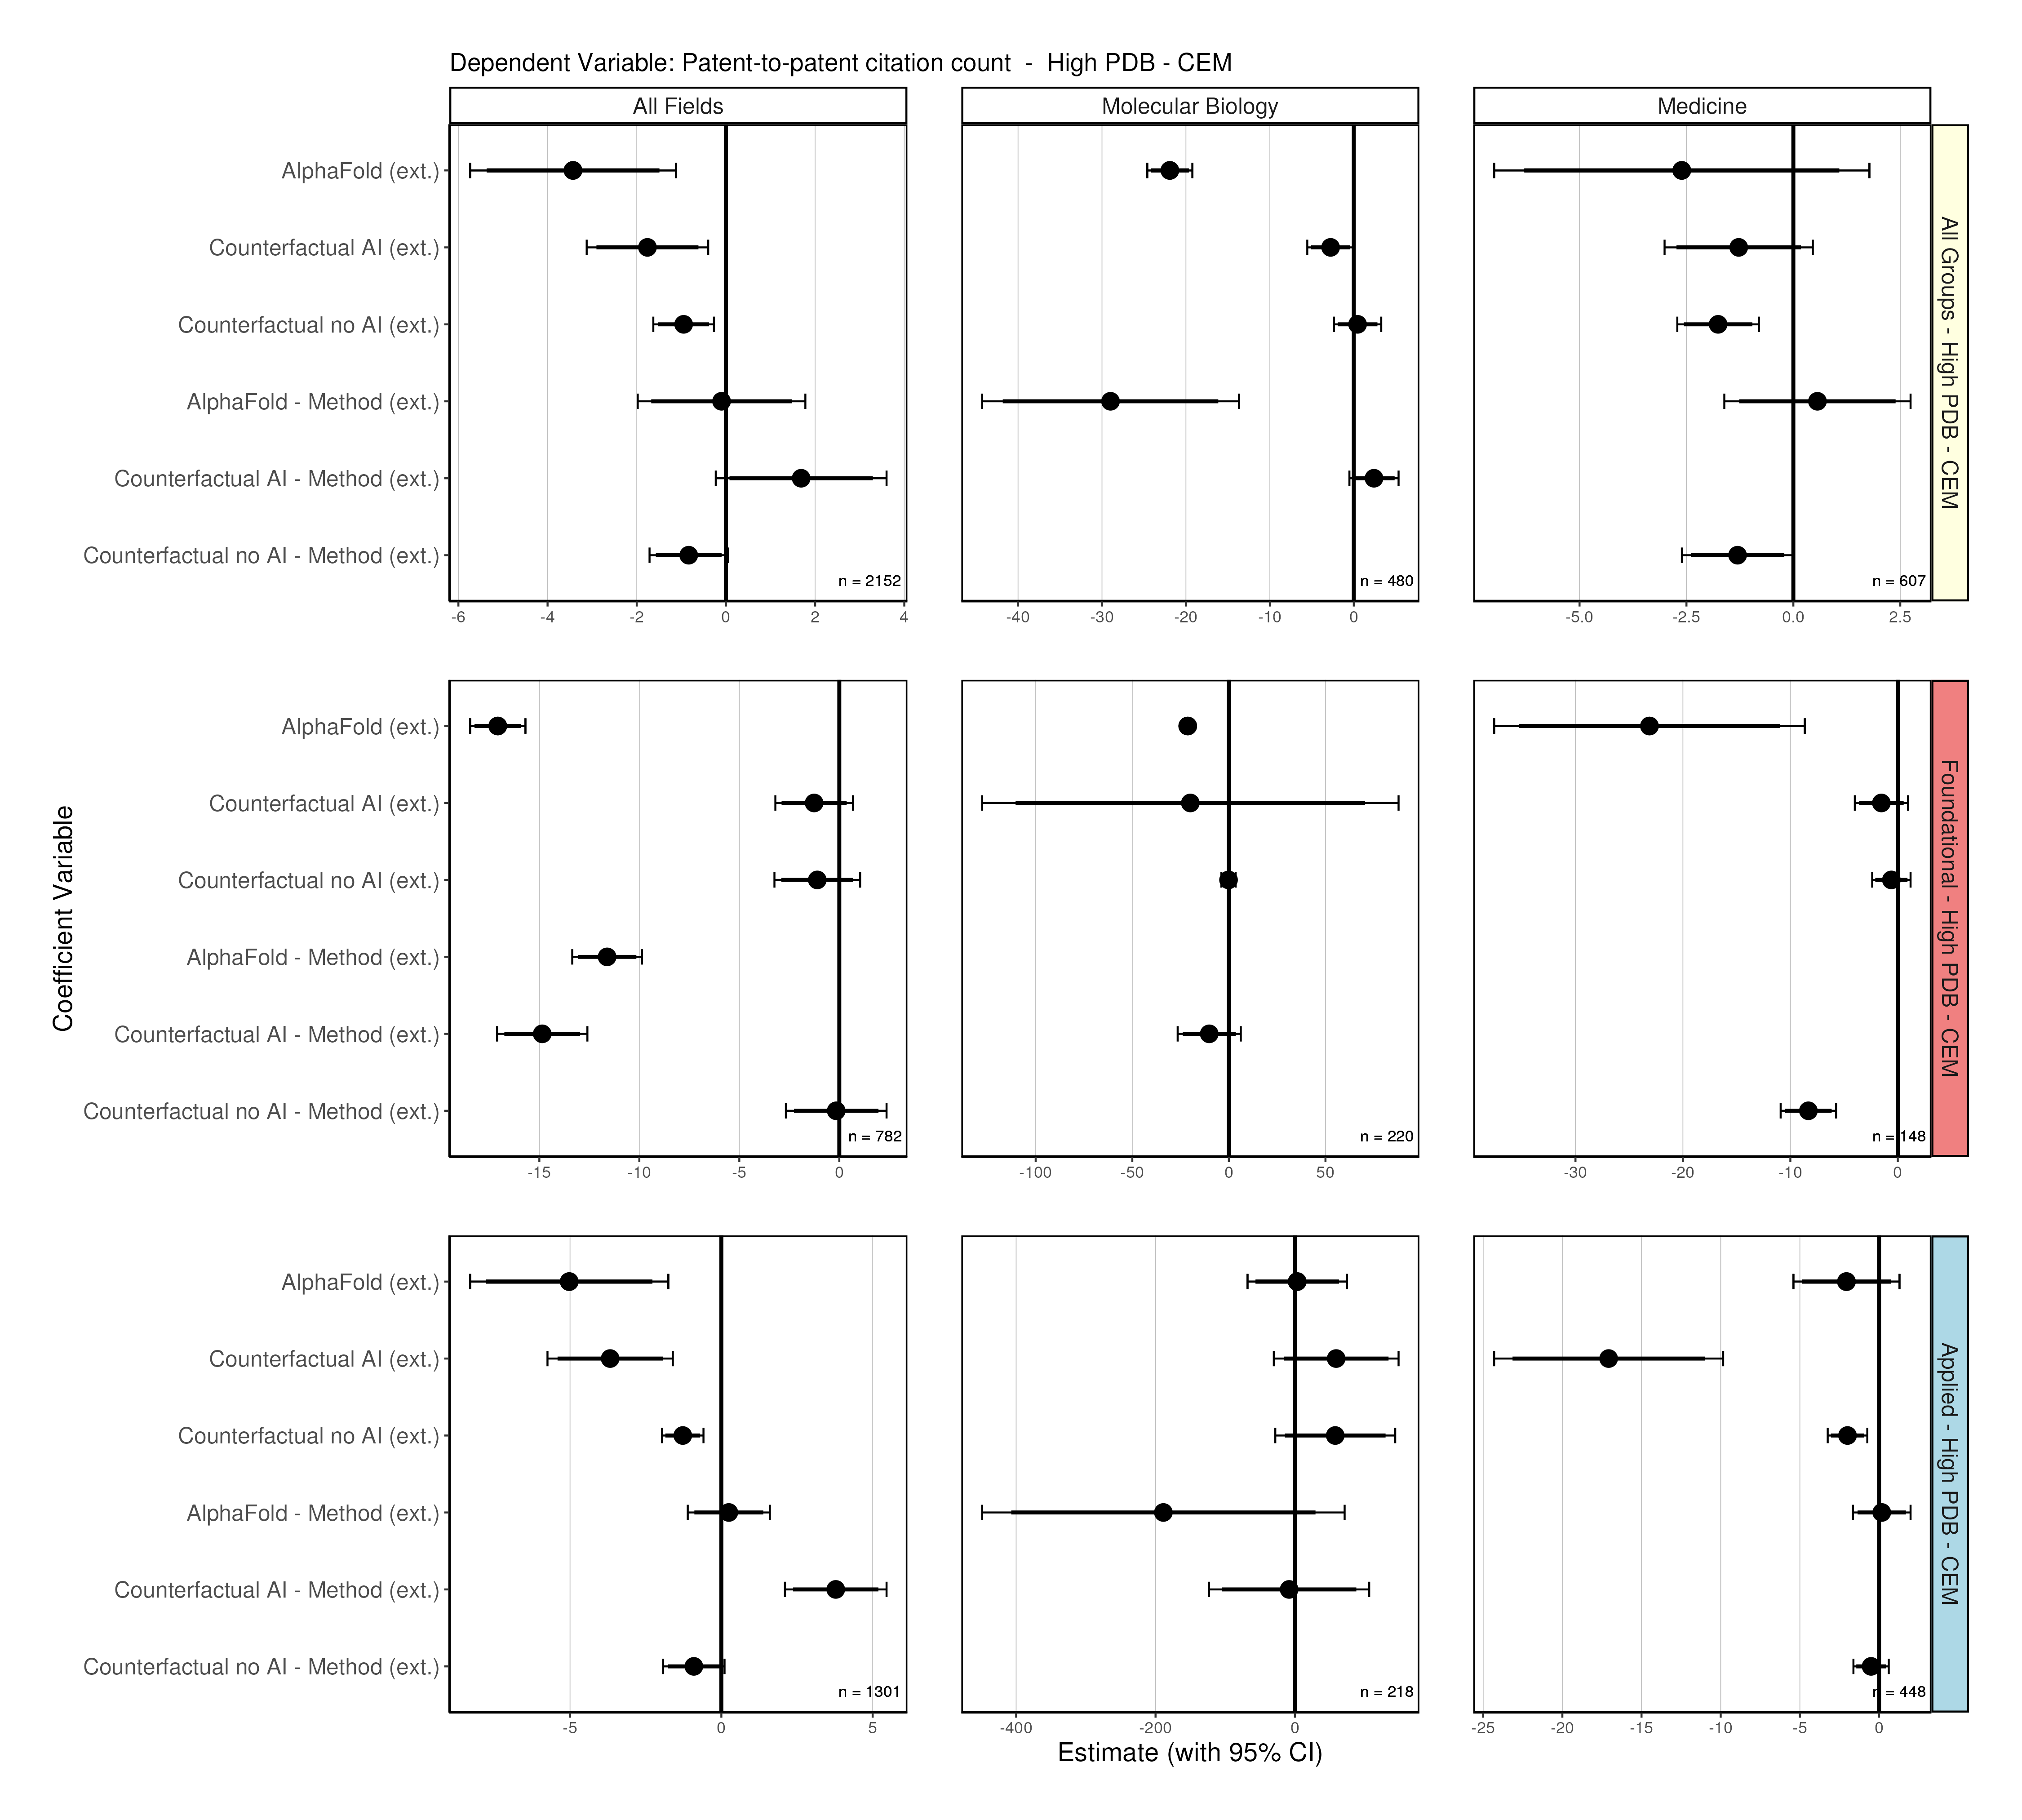 Dependent Variable: Patent-to-patent citation count - High PDB - CEM
All Fields
Molecular Biology
Medicine
AlphaFold (ext.)
Counterfactual AI (ext.)
Counterfactual no AI (ext.)
AlphaFold - Method (ext.)
Counterfactual AI - Method (ext.)
Counterfactual no AI - Method (ext.)
n = 2152
n = 480
n = 607
-6 -4 -2 0 2 4
-40 -30 -20 -10 0
-5.0 -2.5 0.0 2.5
All Groups - High PDB - CEM
AlphaFold (ext.)
Counterfactual AI (ext.)
Counterfactual no AI (ext.)
AlphaFold - Method (ext.)
Counterfactual AI - Method (ext.)
Counterfactual no AI - Method (ext.)
n = 782
n = 220
n = 148
-15 -10 -5 0
-100 -50 0 50
-30 -20 -10 0
Foundational - High PDB - CEM
Coefficient Variable
AlphaFold (ext.)
Counterfactual AI (ext.)
Counterfactual no AI (ext.)
AlphaFold - Method (ext.)
Counterfactual AI - Method (ext.)
Counterfactual no AI - Method (ext.)
n = 1301
n = 218
n = 448
-5 0 5
-400 -200 0
-25 -20 -15 -10 -5 0
Applied - High PDB - CEM
Estimate (with 95% CI)